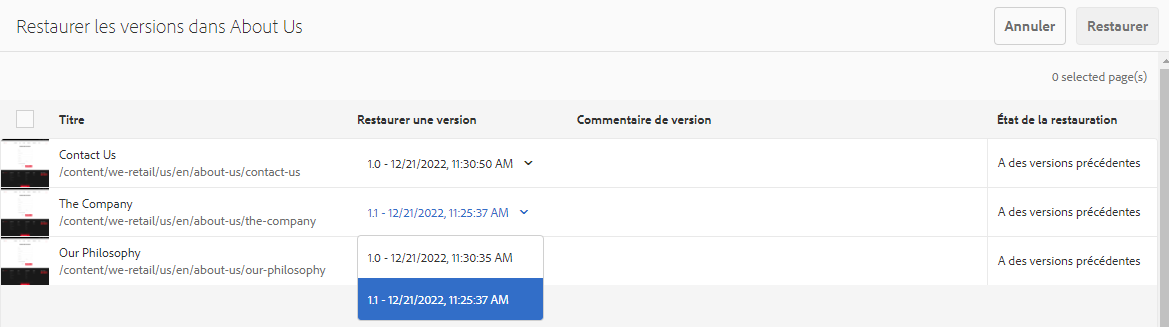 Restaurer les versions dans About Us
Annuler
Restaurer
0 selected page(s)
Titre
Restaurer une version
Commentaire de version
État de la restauration
Contact Us
/content/we-retail/us/en/about-us/contact-us
1.0 - 12/21/2022, 11:30:50 AM
A des versions précédentes
The Company
/content/we-retail/us/en/about-us/the-company
1.1 - 12/21/2022, 11:25:37 AM
A des versions précédentes
Our Philosophy
/content/we-retail/us/en/about-us/our-philosophy
1.0 - 12/21/2022, 11:30:35 AM
1.1 - 12/21/2022, 11:25:37 AM
A des versions précédentes